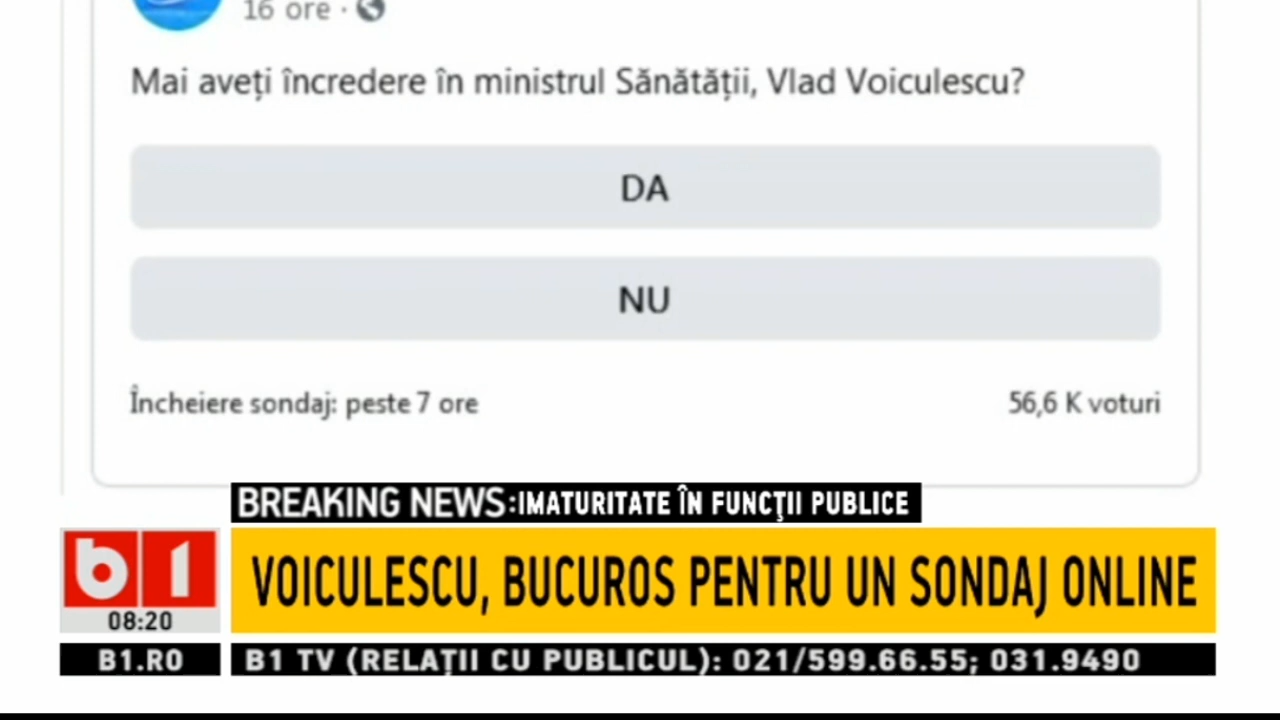 16 ore ·
Mai aveți încredere în ministrul Sănătății, Vlad Voiculescu?
DA
NU
Încheiere sondaj: peste 7 ore
56,6 K voturi
BREAKING NEWS:IMATURITATE ÎN FUNCŢII PUBLICE
b1
VOICULESCU, BUCUROS PENTRU UN SONDAJ ONLINE
08:20
B1.RO
B1 TV (RELAȚII CU PUBLICUL): 021/599.66.55; 031.9490